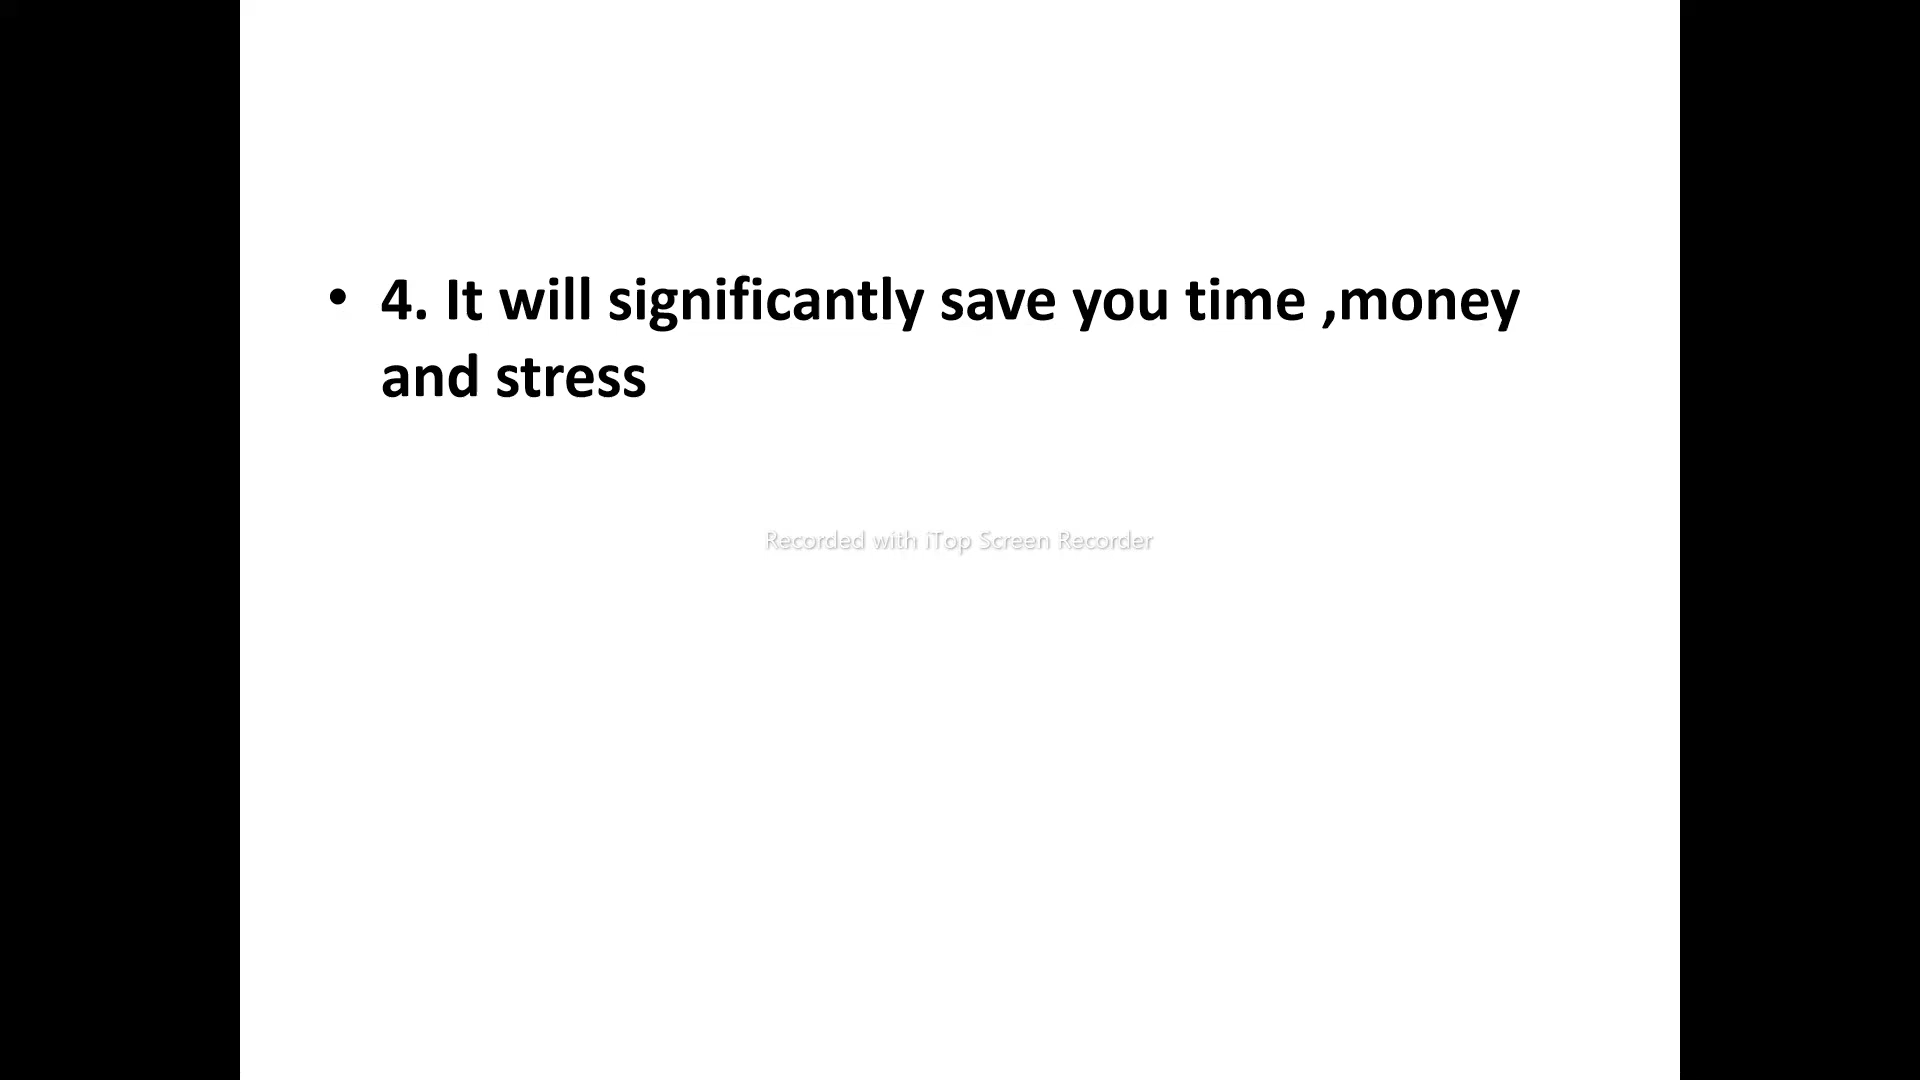 • 4. It will significantly save you time ,money
and stress
Recorded with iTop Screen Recorder